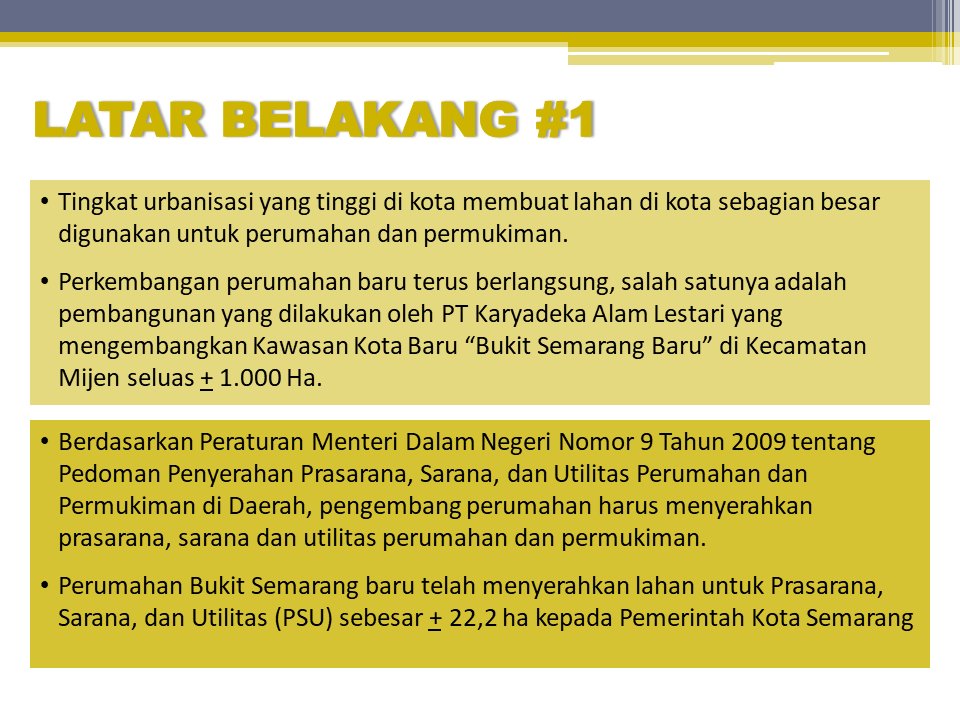 LATAR BELAKANG #1
• Tingkat urbanisasi yang tinggi di kota membuat lahan di kota sebagian besar
digunakan untuk perumahan dan permukiman.
• Perkembangan perumahan baru terus berlangsung, salah satunya adalah
pembangunan yang dilakukan oleh PT Karyadeka Alam Lestari yang
mengembangkan Kawasan Kota Baru “Bukit Semarang Baru” di Kecamatan
Mijen seluas + 1.000 Ha.
• Berdasarkan Peraturan Menteri Dalam Negeri Nomor 9 Tahun 2009 tentang
Pedoman Penyerahan Prasarana, Sarana, dan Utilitas Perumahan dan
Permukiman di Daerah, pengembang perumahan harus menyerahkan
prasarana, sarana dan utilitas perumahan dan permukiman.
• Perumahan Bukit Semarang baru telah menyerahkan lahan untuk Prasarana,
Sarana, dan Utilitas (PSU) sebesar + 22,2 ha kepada Pemerintah Kota Semarang